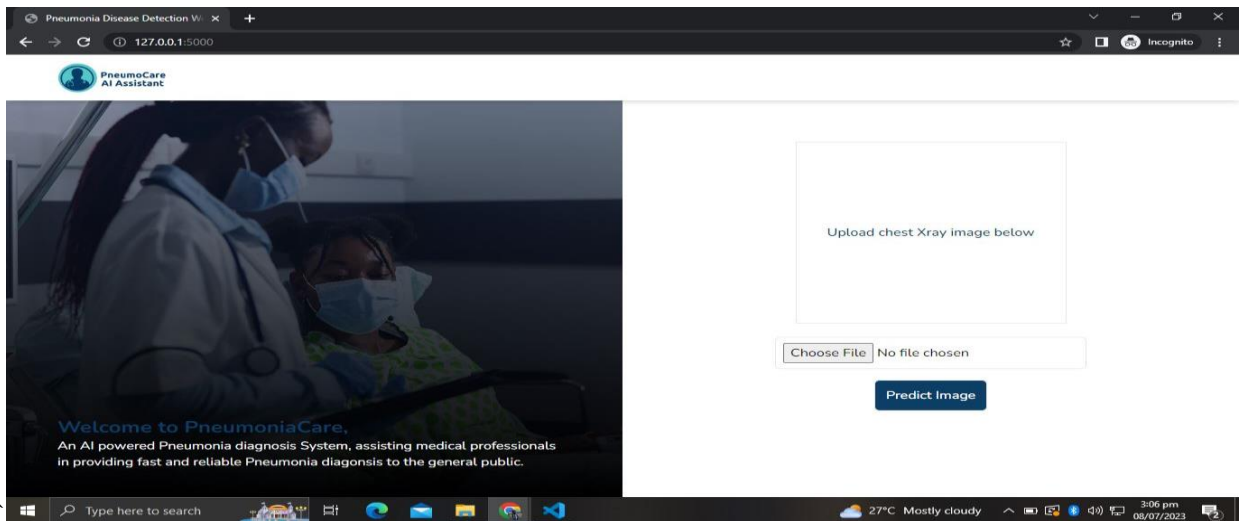 Pneumonia Disease Detection W
127.0.0.1:5000
Incognito
PneumoCare
AI Assistant
Upload chest Xray image below
Choose File No file chosen
Predict Image
Welcome to PneumoniaCare,
An AI powered Pneumonia diagnosis System, assisting medical professionals
in providing fast and reliable Pneumonia diagonsis to the general public.
Type here to search
27°C Mostly cloudy
3:06 pm
08/07/2023
2